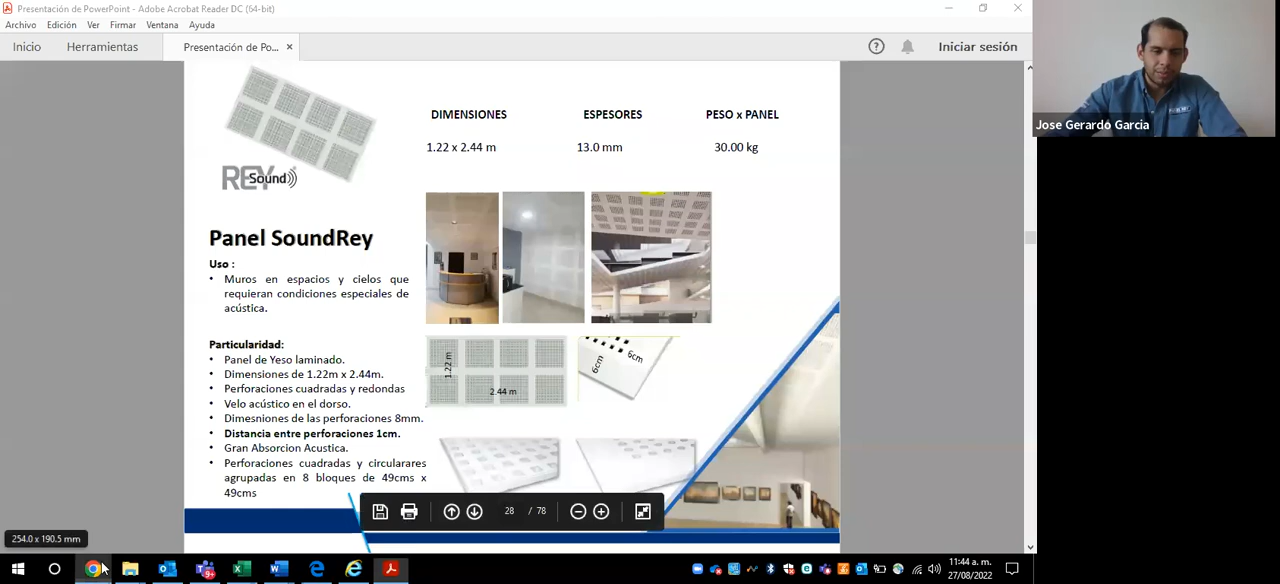 Presentación de PowerPoint - Adobe Acrobat Reader DC (64-bit)
Archivo Edición Ver Firmar Ventana Ayuda
Inicio Herramientas Presentación de Po... × ? Iniciar sesión
DIMENSIONES ESPESORES PESO x PANEL
1.22 x 2.44 m 13.0 mm 30.00 kg
REY Sound
Panel SoundRey
Uso :
• Muros en espacios y cielos que
requieran condiciones especiales de
acústica.
Particularidad:
• Panel de Yeso laminado.
• Dimensiones de 1.22m x 2.44m.
• Perforaciones cuadradas y redondas
• Velo acústico en el dorso.
• Dimesniones de las perforaciones 8mm.
• Distancia entre perforaciones 1cm.
• Gran Absorcion Acustica.
• Perforaciones cuadradas y circularares
agrupadas en 8 bloques de 49cms x
49cms
1.22 m
2.44 m
6cm
6cm
28 / 78
254.0 x 190.5 mm
Jose Gerardo Garcia
11:44 a. m.
27/08/2022